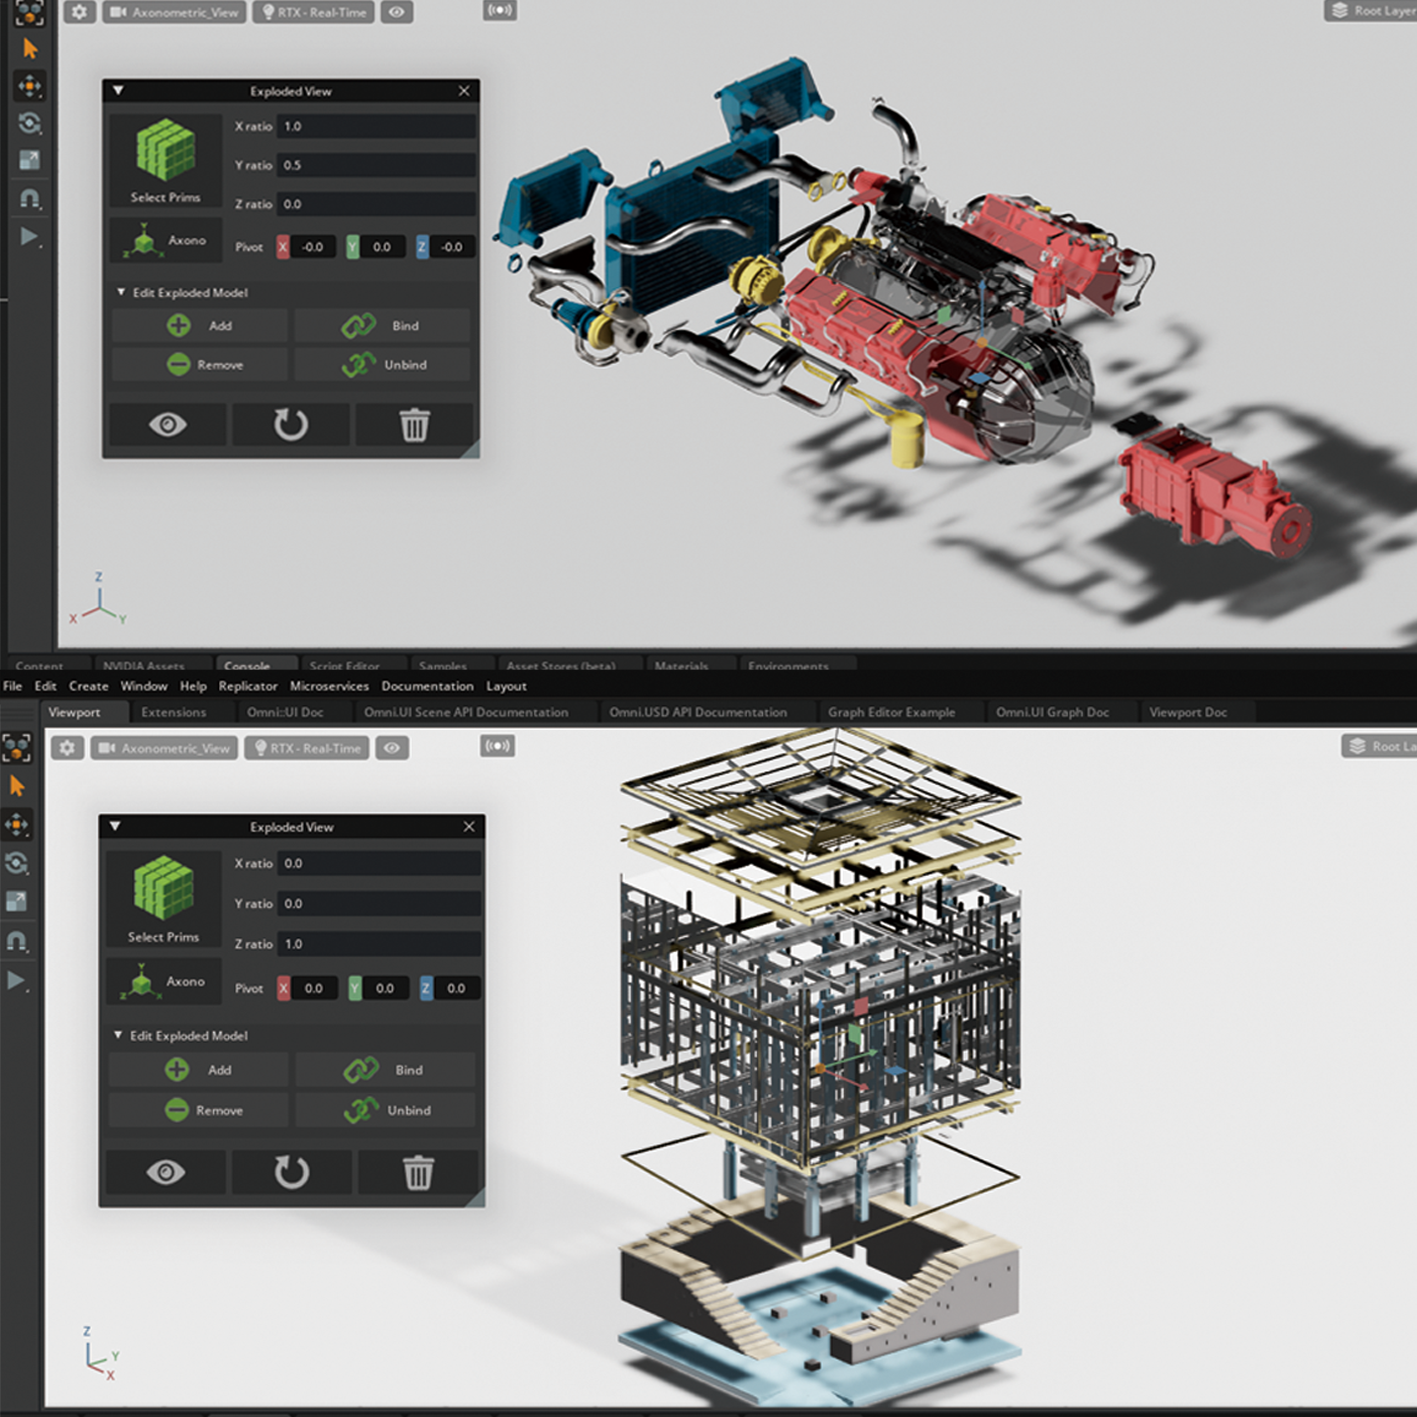 Axonometric_View RTX - Real-Time Root Layer
Exploded View
X ratio 1.0
Y ratio 0.5
Select Prims
Z ratio 0.0
Axono
Pivot X -0.0 Y 0.0 Z -0.0
Edit Exploded Model
Add Bind
Remove Unbind
Z
X Y
Content NVIDIA Assets Console Script Editor Samples Asset Stores (beta) Materials Environments
File Edit Create Window Help Replicator Microservices Documentation Layout
Viewport Extensions Omni::UI Doc Omni.UI Scene API Documentation Omni.USD API Documentation Graph Editor Example Omni.UI Graph Doc Viewport Doc
Axonometric_View RTX - Real-Time Root La
Exploded View
X ratio 0.0
Y ratio 0.0
Select Prims
Z ratio 1.0
Axono
Pivot X 0.0 Y 0.0 Z 0.0
Edit Exploded Model
Add Bind
Remove Unbind
Z
Y
X